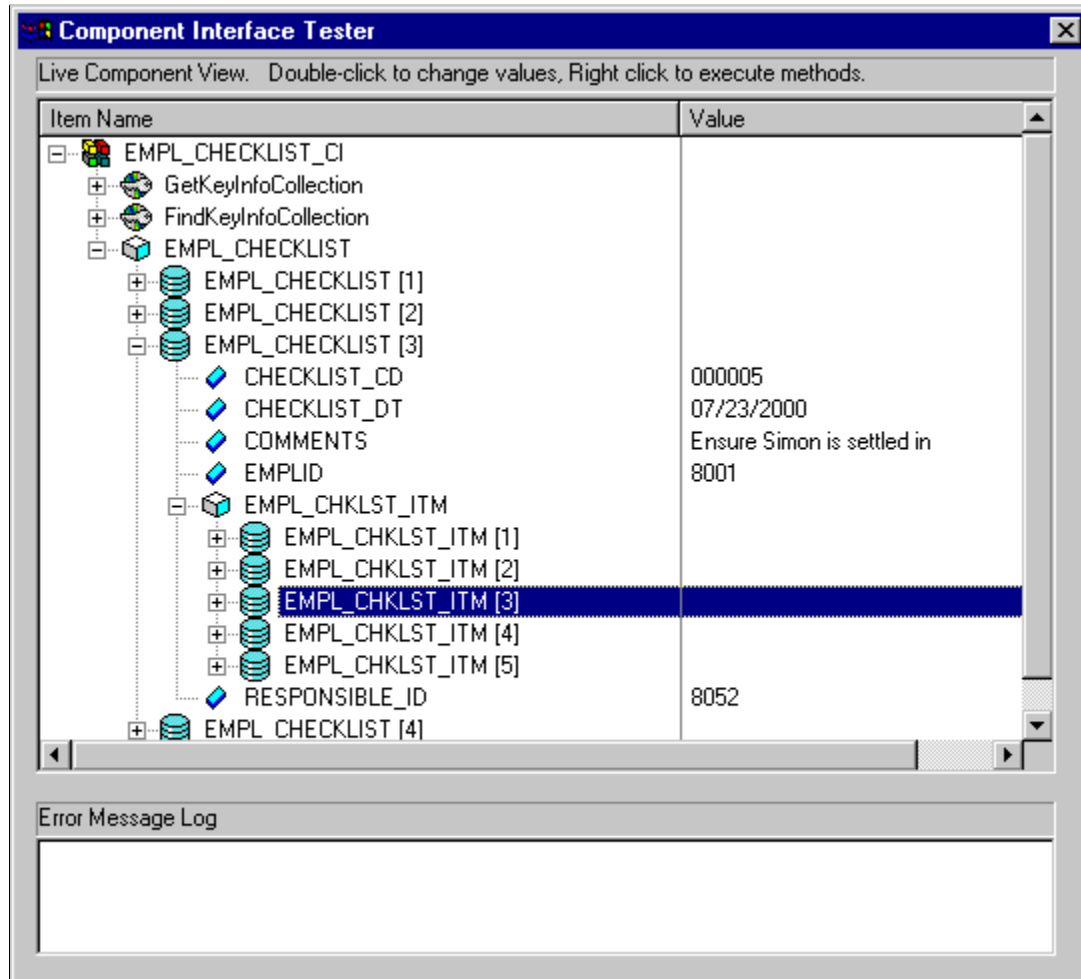 Component Interface Tester
Live Component View.   Double-click to change values, Right click to execute methods.
Item Name Value
EMPL_CHECKLIST_CI
GetKeyInfoCollection
FindKeyInfoCollection
EMPL_CHECKLIST
EMPL_CHECKLIST [1]
EMPL_CHECKLIST [2]
EMPL_CHECKLIST [3]
CHECKLIST_CD 000005
CHECKLIST_DT 07/23/2000
COMMENTS Ensure Simon is settled in
EMPLID 8001
EMPL_CHKLST_ITM
EMPL_CHKLST_ITM [1]
EMPL_CHKLST_ITM [2]
EMPL_CHKLST_ITM [3]
EMPL_CHKLST_ITM [4]
EMPL_CHKLST_ITM [5]
RESPONSIBLE_ID 8052
EMPL_CHECKLIST [4]
Error Message Log